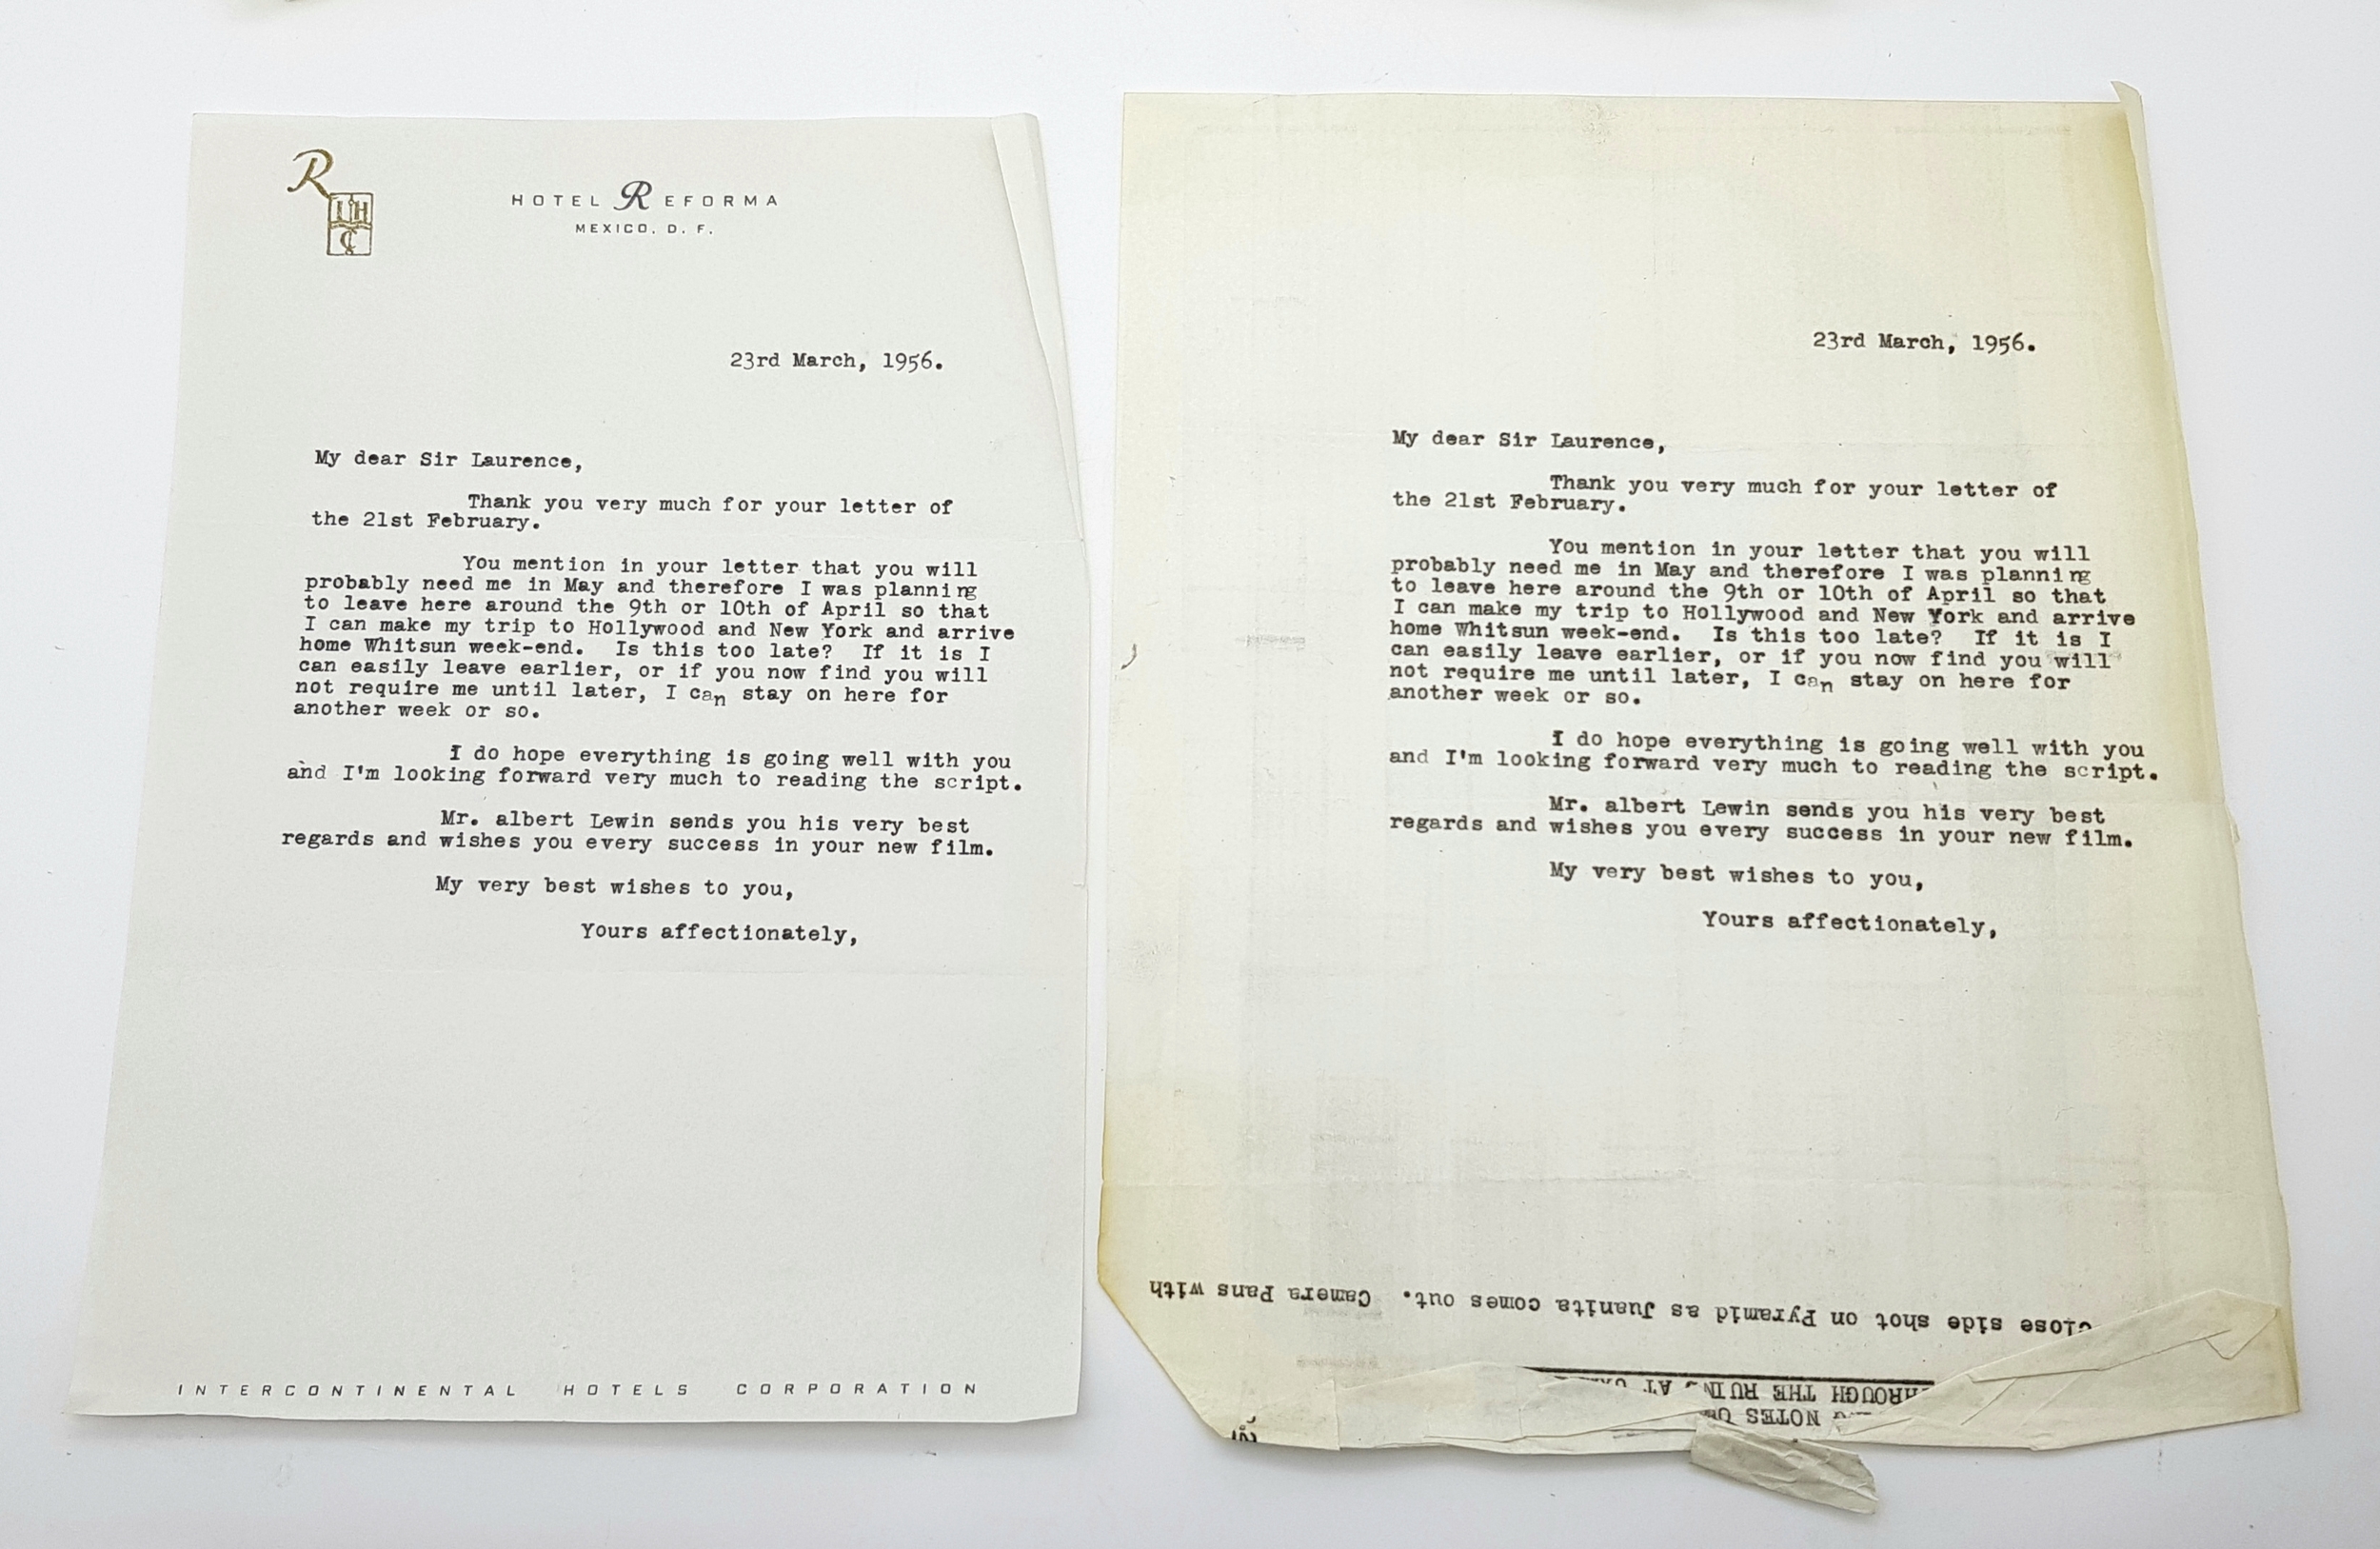 R
IH
C
HOTEL REFORMA
MEXICO, D. F.
23rd March, 1956.
My dear Sir Laurence,
Thank you very much for your letter of
the 21st February.
You mention in your letter that you will
probably need me in May and therefore I was planning
to leave here around the 9th or 10th of April so that
I can make my trip to Hollywood and New York and arrive
home Whitsun week-end. Is this too late? If it is I
can easily leave earlier, or if you now find you will
not require me until later, I can stay on here for
another week or so.
I do hope everything is going well with you
and I'm looking forward very much to reading the script.
Mr. albert Lewin sends you his very best
regards and wishes you every success in your new film.
My very best wishes to you,
Yours affectionately,
INTERCONTINENTAL HOTELS CORPORATION
23rd March, 1956.
My dear Sir Laurence,
Thank you very much for your letter of
the 21st February.
You mention in your letter that you will
probably need me in May and therefore I was planning
to leave here around the 9th or 10th of April so that
I can make my trip to Hollywood and New York and arrive
home Whitsun week-end. Is this too late? If it is I
can easily leave earlier, or if you now find you will
not require me until later, I can stay on here for
another week or so.
I do hope everything is going well with you
and I'm looking forward very much to reading the script.
Mr. albert Lewin sends you his very best
regards and wishes you every success in your new film.
My very best wishes to you,
Yours affectionately,
NOTES
THE RUIN AT
Close side shot on Pyramid as Juanita comes out. Camera Pans with